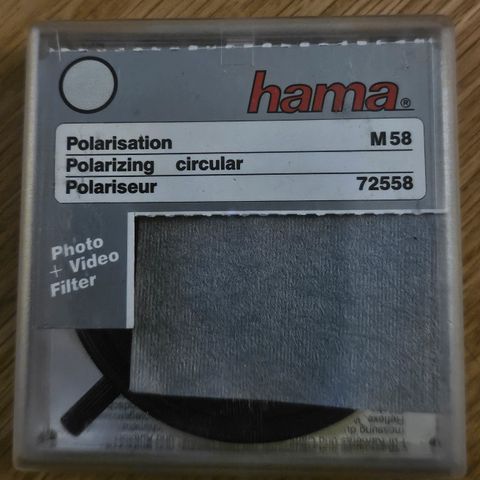 hama®
Polarisation M 58
Polarizing circular
Polariseur 72558
Photo
+ Video
Filter